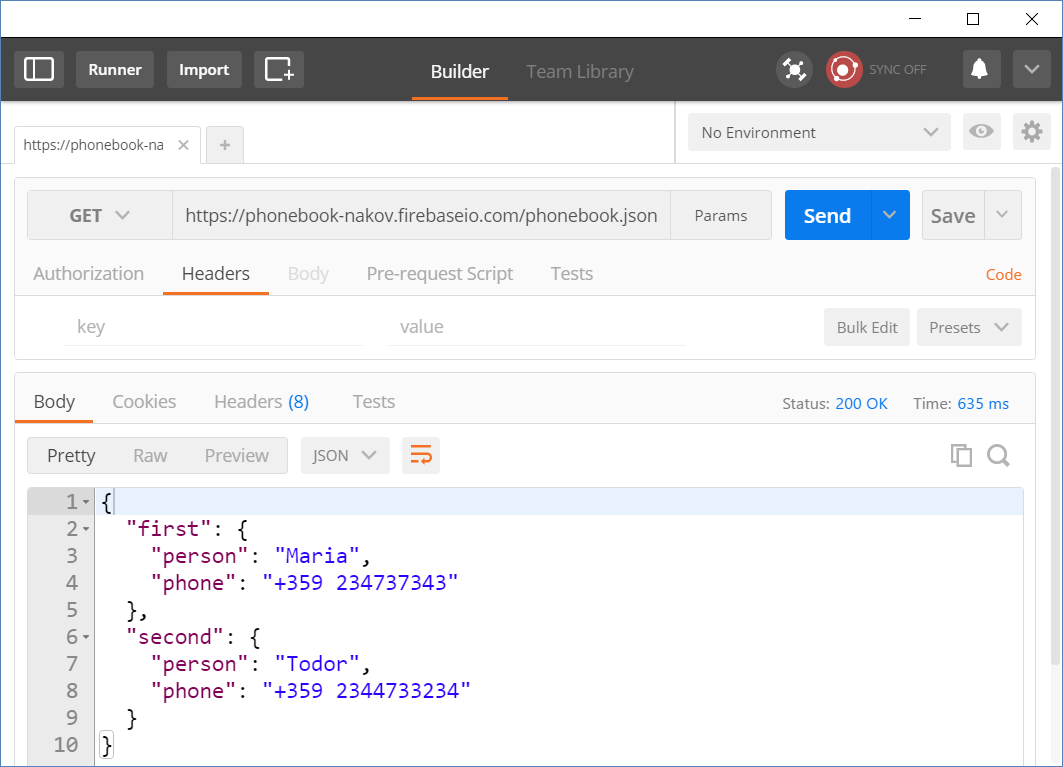 Runner Import Builder Team Library SYNC OFF
https://phonebook-na No Environment
GET https://phonebook-nakov.firebaseio.com/phonebook.json Params Send Save
Authorization Headers Body Pre-request Script Tests Code
key value Bulk Edit Presets
Body Cookies Headers (8) Tests Status: 200 OK Time: 635 ms
Pretty Raw Preview JSON
1 {
2 "first": {
3 "person": "Maria",
4 "phone": "+359 234737343"
5 },
6 "second": {
7 "person": "Todor",
8 "phone": "+359 2344733234"
9 }
10 }